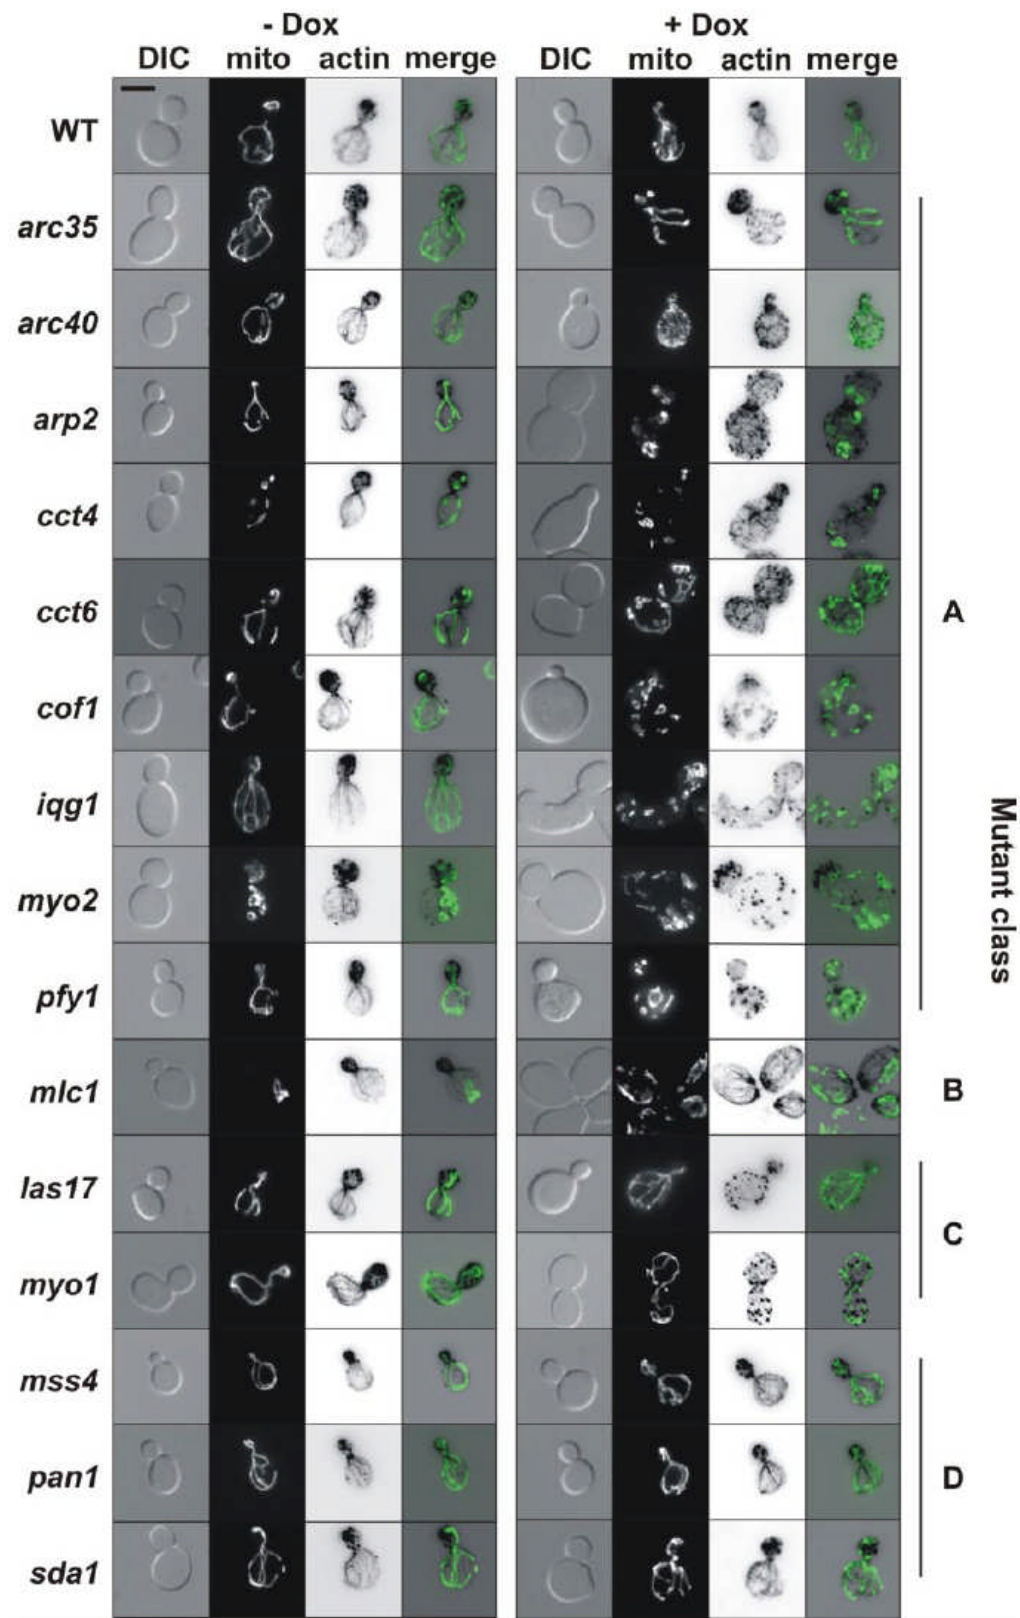 - Dox + Dox
DIC mito actin merge DIC mito actin merge
WT
arc35
arc40
arp2
cct4
cct6
A
cof1
iqg1
myo2
Mutant class
pfy1
mlc1 B
las17
C
myo1
mss4
pan1 D
sda1